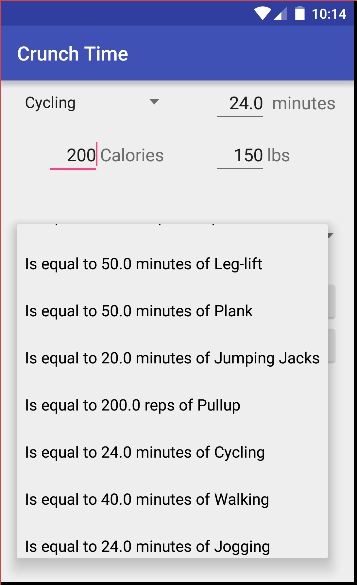 10:14
Crunch Time
Cycling 24.0 minutes
200 Calories 150 lbs
Is equal to 50.0 minutes of Leg-lift
Is equal to 50.0 minutes of Plank
Is equal to 20.0 minutes of Jumping Jacks
Is equal to 200.0 reps of Pullup
Is equal to 24.0 minutes of Cycling
Is equal to 40.0 minutes of Walking
Is equal to 24.0 minutes of Jogging